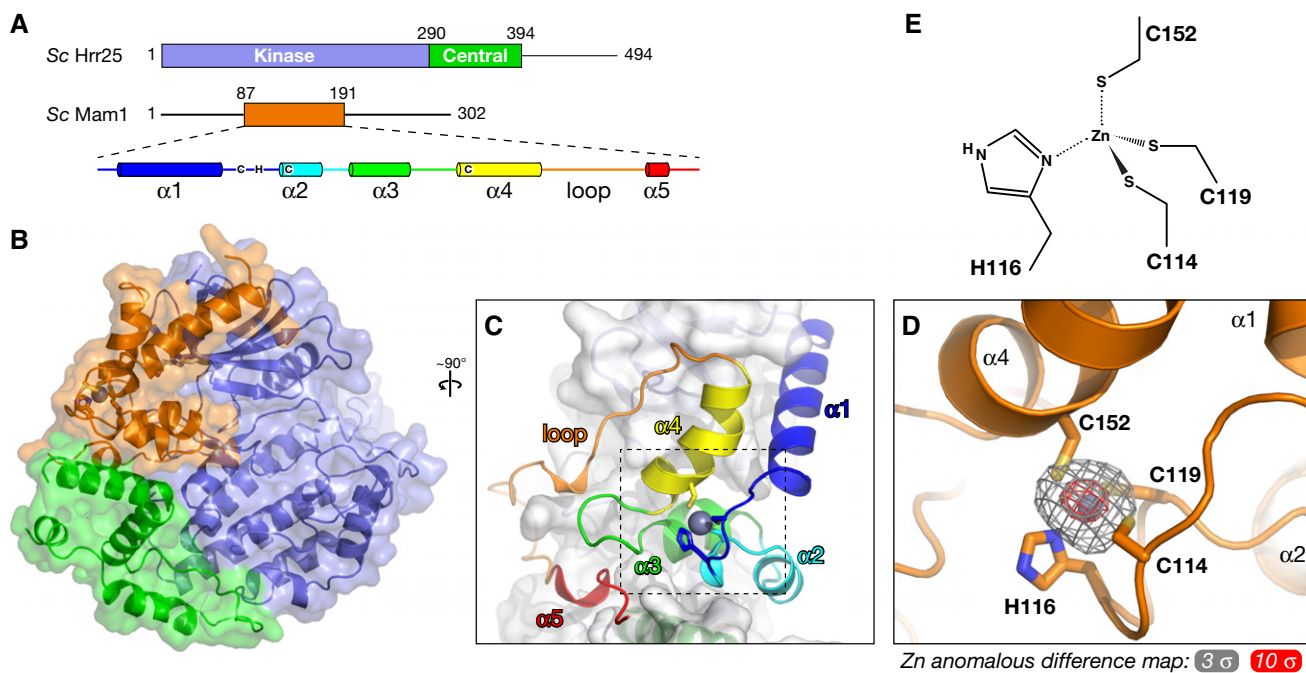 A
290 394
Sc Hrr25 1 Kinase Central 494
87 191
Sc Mam1 1 302
C H C C
α1 α2 α3 α4 loop α5
B
~90°
C
α1
α4
loop
α3
α2
α5
E
C152
S
Zn
S
H
N
N
S
C119
H116
C114
D
α1
α4
C152
C119
C114
α2
H116
Zn anomalous difference map: 3 σ 10 σ